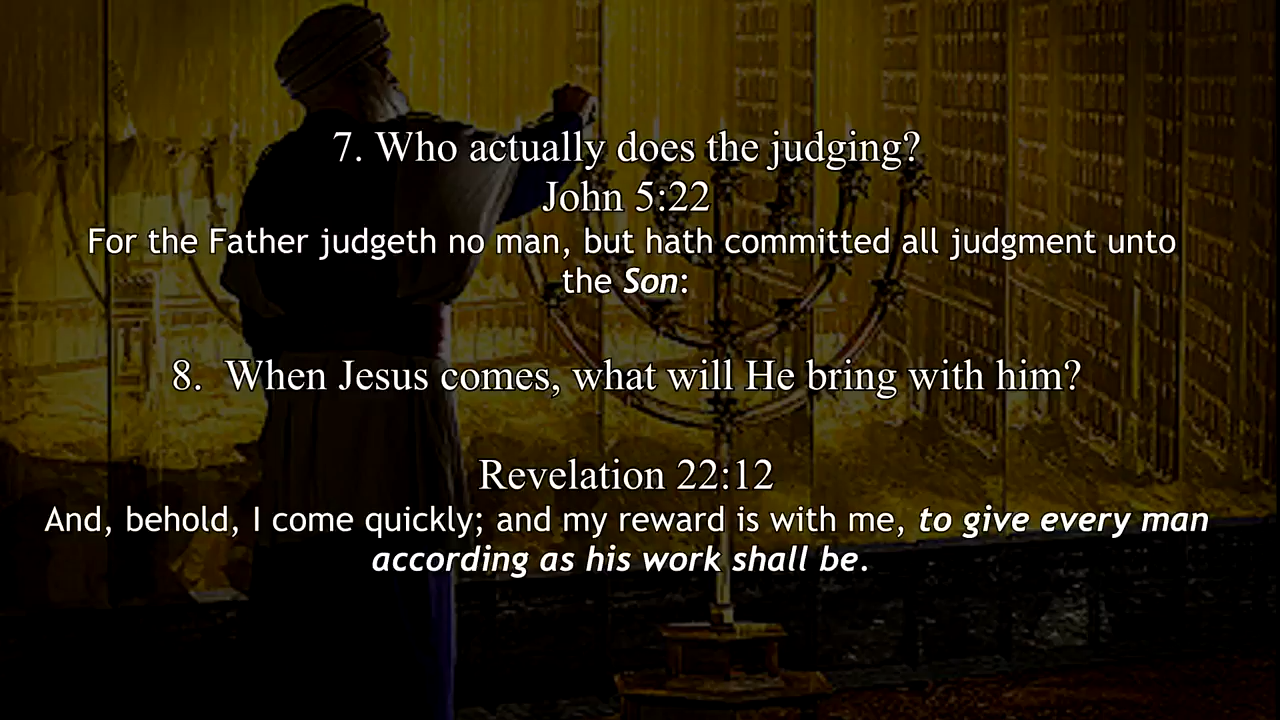 7. Who actually does the judging?
John 5:22
For the Father judgeth no man, but hath committed all judgment unto
the Son:
8.  When Jesus comes, what will He bring with him?
Revelation 22:12
And, behold, I come quickly; and my reward is with me, to give every man
according as his work shall be.